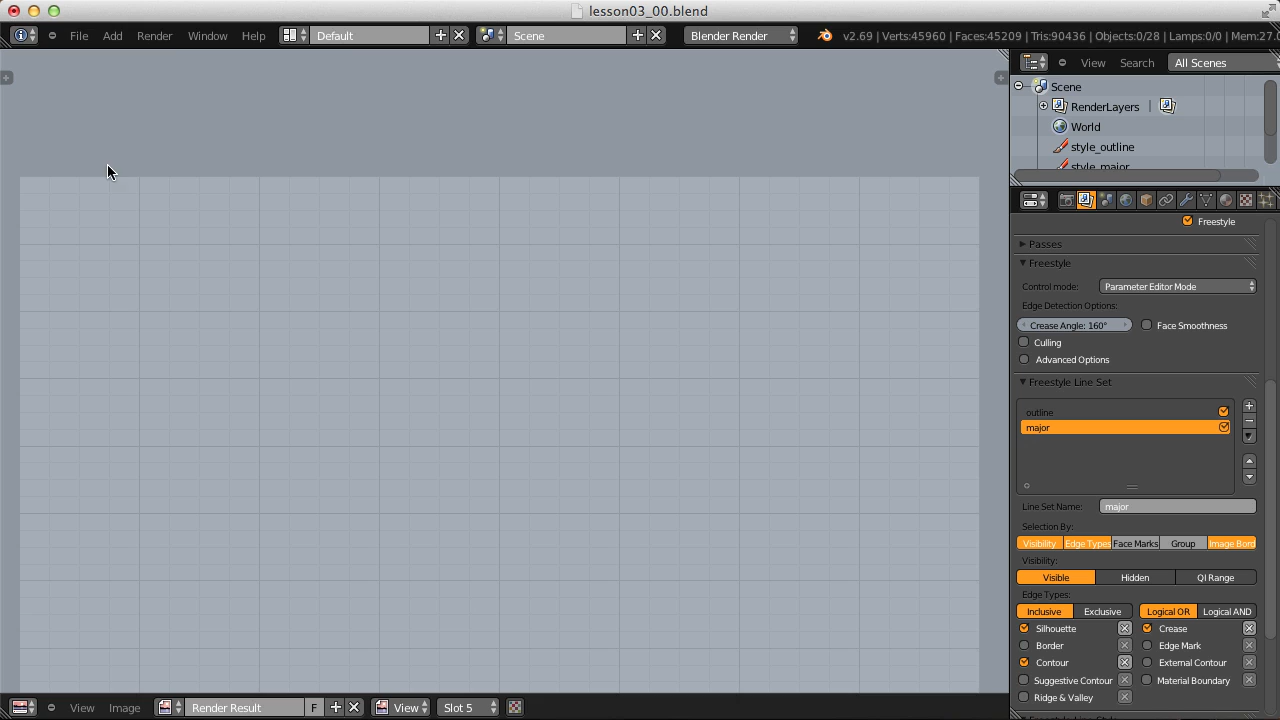 lesson03_00.blend
File Add Render Window Help Default Scene Blender Render v2.69 | Verts:45960 | Faces:45209 | Tris:90436 | Objects:0/28 | Lamps:0/0 | Mem:27.0
View Search All Scenes
Scene
RenderLayers |
World
style_outline
style_major
Freestyle
Passes
Freestyle
Control mode: Parameter Editor Mode
Edge Detection Options:
Crease Angle: 160° Face Smoothness
Culling
Advanced Options
Freestyle Line Set
outline
major
Line Set Name: major
Selection By:
Visibility Edge Types Face Marks Group Image Bord
Visibility:
Visible Hidden QI Range
Edge Types:
Inclusive Exclusive Logical OR Logical AND
Silhouette Crease
Border Edge Mark
Contour External Contour
Suggestive Contour Material Boundary
Ridge & Valley
View Image Render Result F View Slot 5